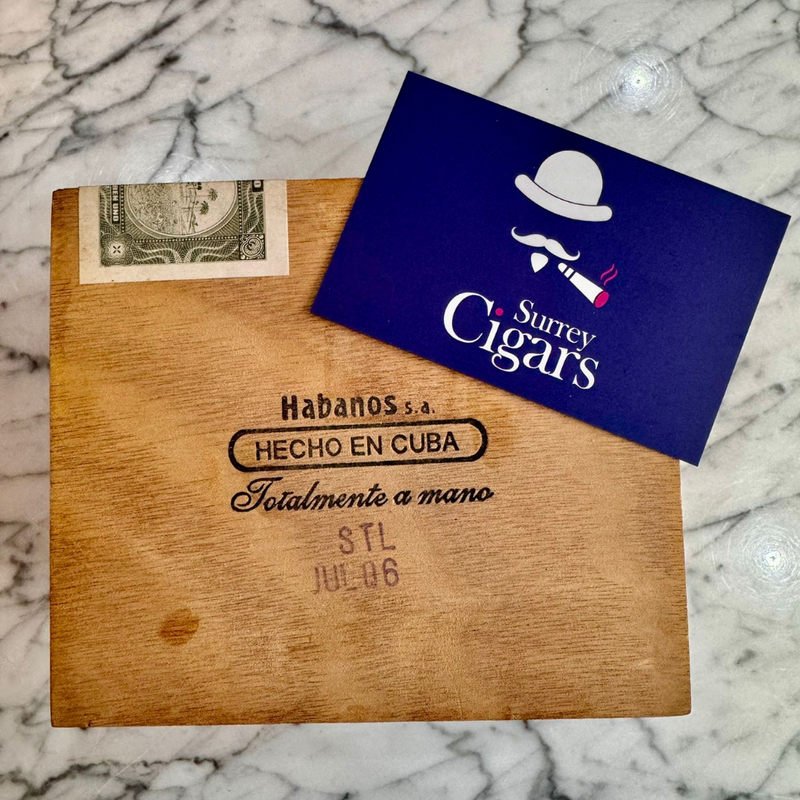 Surrey
Cigars
Habanos s.a.
HECHO EN CUBA
Totalmente a mano
STL
JUL 06